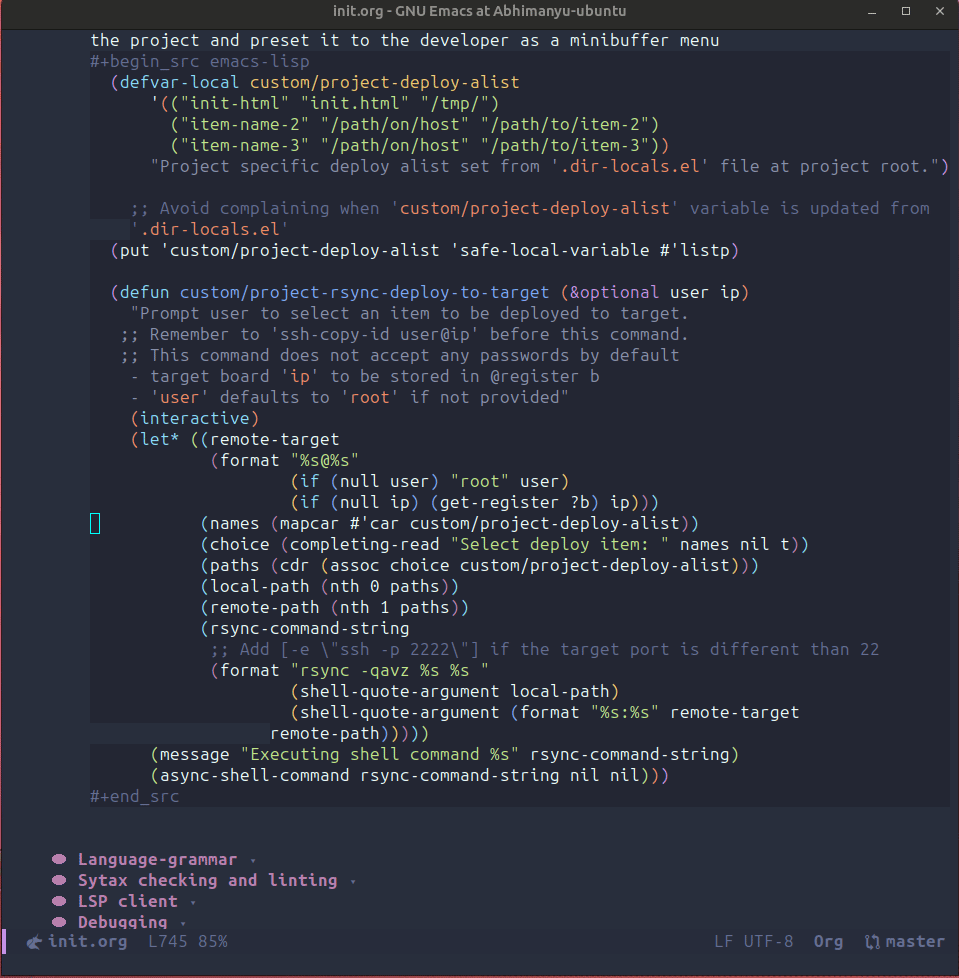 init.org - GNU Emacs at Abhimanyu-ubuntu
the project and preset it to the developer as a minibuffer menu
#+begin_src emacs-lisp
(defvar-local custom/project-deploy-alist
'(("init-html" "init.html" "/tmp/")
("item-name-2" "/path/on/host" "/path/to/item-2")
("item-name-3" "/path/on/host" "/path/to/item-3"))
"Project specific deploy alist set from '.dir-locals.el' file at project root.")
;; Avoid complaining when 'custom/project-deploy-alist' variable is updated from
'.dir-locals.el'
(put 'custom/project-deploy-alist 'safe-local-variable #'listp)
(defun custom/project-rsync-deploy-to-target (&optional user ip)
"Prompt user to select an item to be deployed to target.
;; Remember to 'ssh-copy-id user@ip' before this command.
;; This command does not accept any passwords by default
- target board 'ip' to be stored in @register b
- 'user' defaults to 'root' if not provided"
(interactive)
(let* ((remote-target
(format "%s@%s"
(if (null user) "root" user)
(if (null ip) (get-register ?b) ip)))
(names (mapcar #'car custom/project-deploy-alist))
(choice (completing-read "Select deploy item: " names nil t))
(paths (cdr (assoc choice custom/project-deploy-alist)))
(local-path (nth 0 paths))
(remote-path (nth 1 paths))
(rsync-command-string
;; Add [-e \"ssh -p 2222\"] if the target port is different than 22
(format "rsync -qavz %s %s "
(shell-quote-argument local-path)
(shell-quote-argument (format "%s:%s" remote-target
remote-path)))))
(message "Executing shell command %s" rsync-command-string)
(async-shell-command rsync-command-string nil nil)))
#+end_src
Language-grammar
Sytax checking and linting
LSP client
Debugging
init.org L745 85% LF UTF-8 Org master